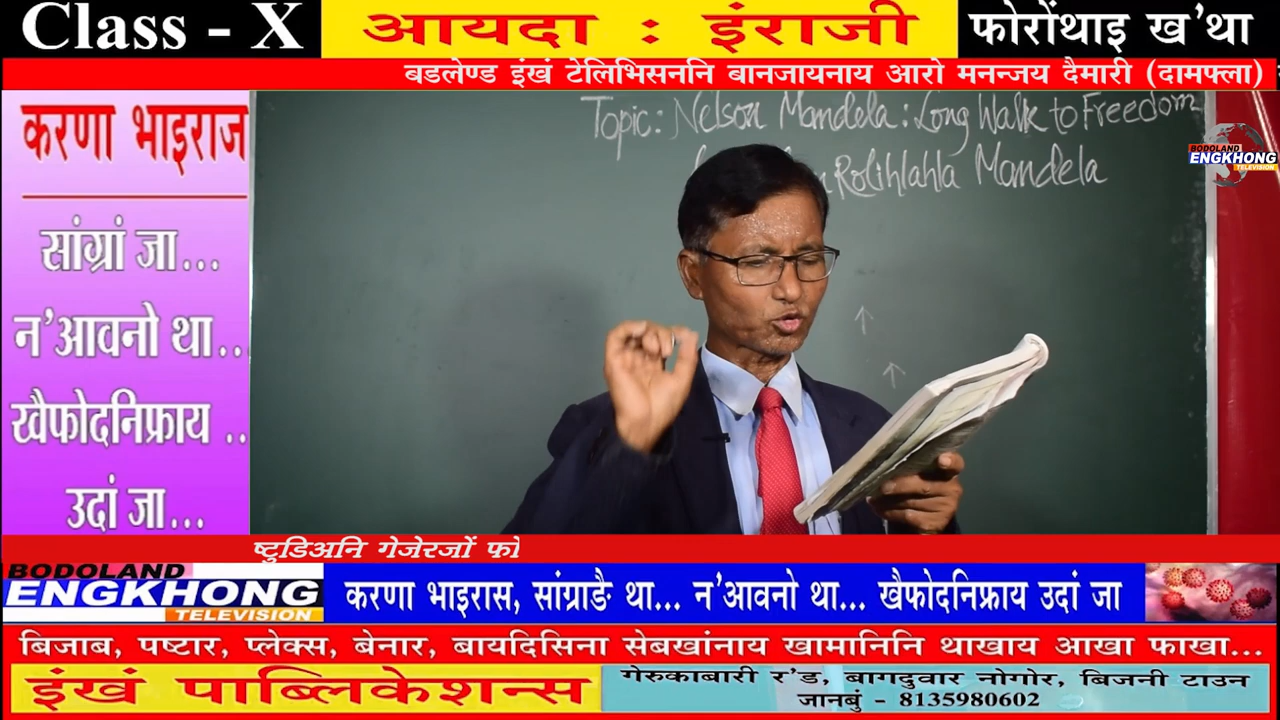 Class - X
आयदा : इंराजी
फोरोंथाइ ख'था
बडलेण्ड इंखं टेलिभिसननि बानजायनाय आरो मनन्जय दैमारी (दामफ्ला)
करणा भाइराज
सांग्रां जा...
न'आवनो था..
खैफोदनिफ्राय ..
उदां जा...
Topic: Nelson Mandela: Long Walk to Freedom
Rolihlahla Mandela
BODOLAND
ENGKHONG
TELEVISION
ष्टुडिअनि गेजेरजों फो
BODOLAND
ENGKHONG
TELEVISION
करणा भाइरास, सांग्राङै था... न'आवनो था... खैफोदनिफ्राय उदां जा
बिजाब, पष्टार, प्लेक्स, बेनार, बायदिसिना सेबखांनाय खामानिनि थाखाय आखा फाखा...
इंखं पाब्लिकेशन्स
गेरुकाबारी र'ड, बागदुवार नोगोर, बिजनी टाउन
जानबुं - 8135980602